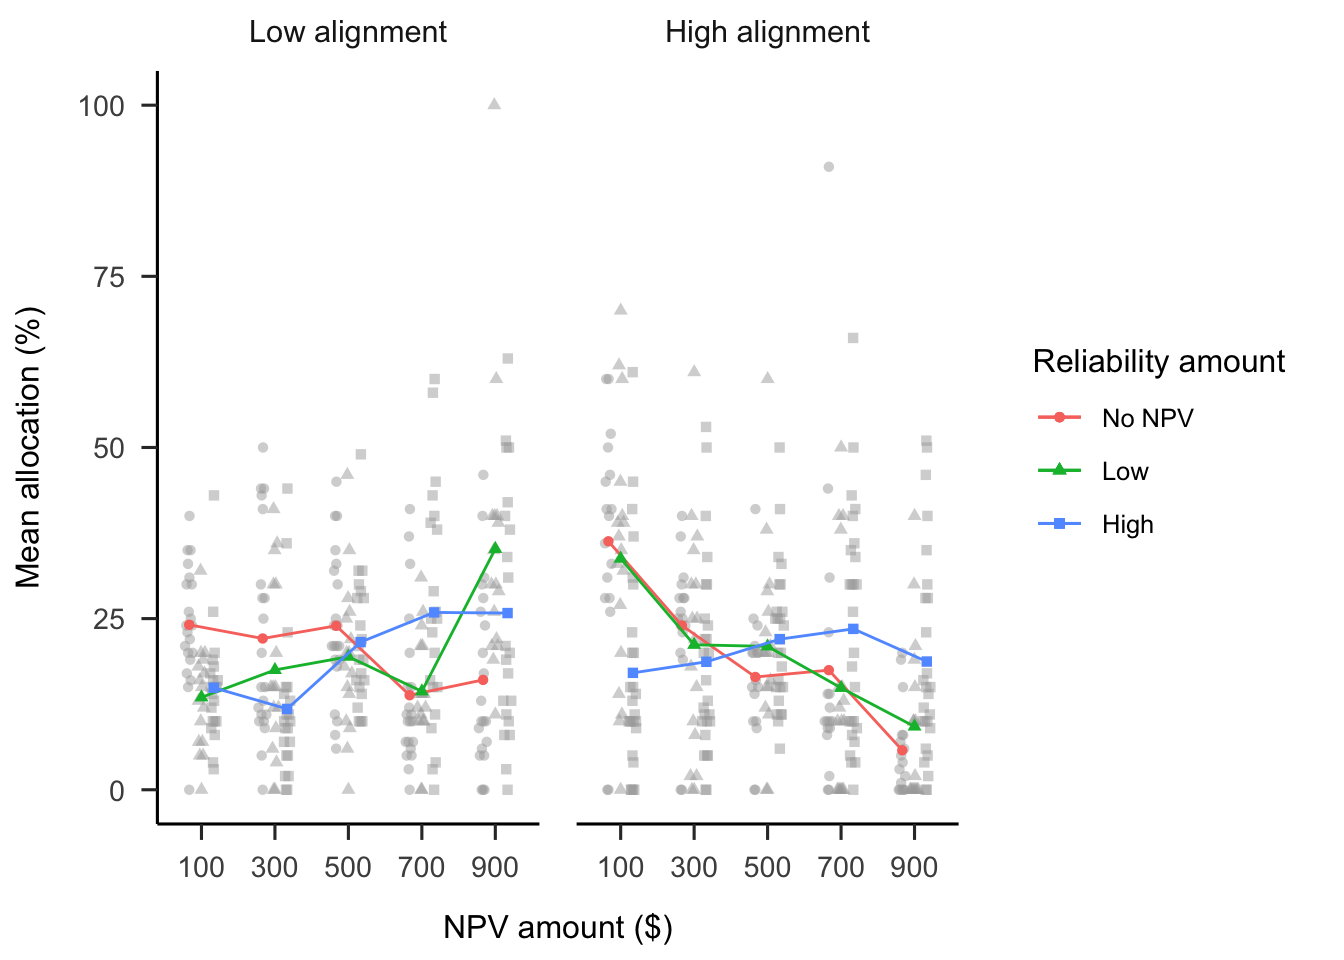 Low alignment
High alignment
Mean allocation (%)
100
75
50
25
0
100 300 500 700 900
100 300 500 700 900
NPV amount ($)
Reliability amount
No NPV
Low
High